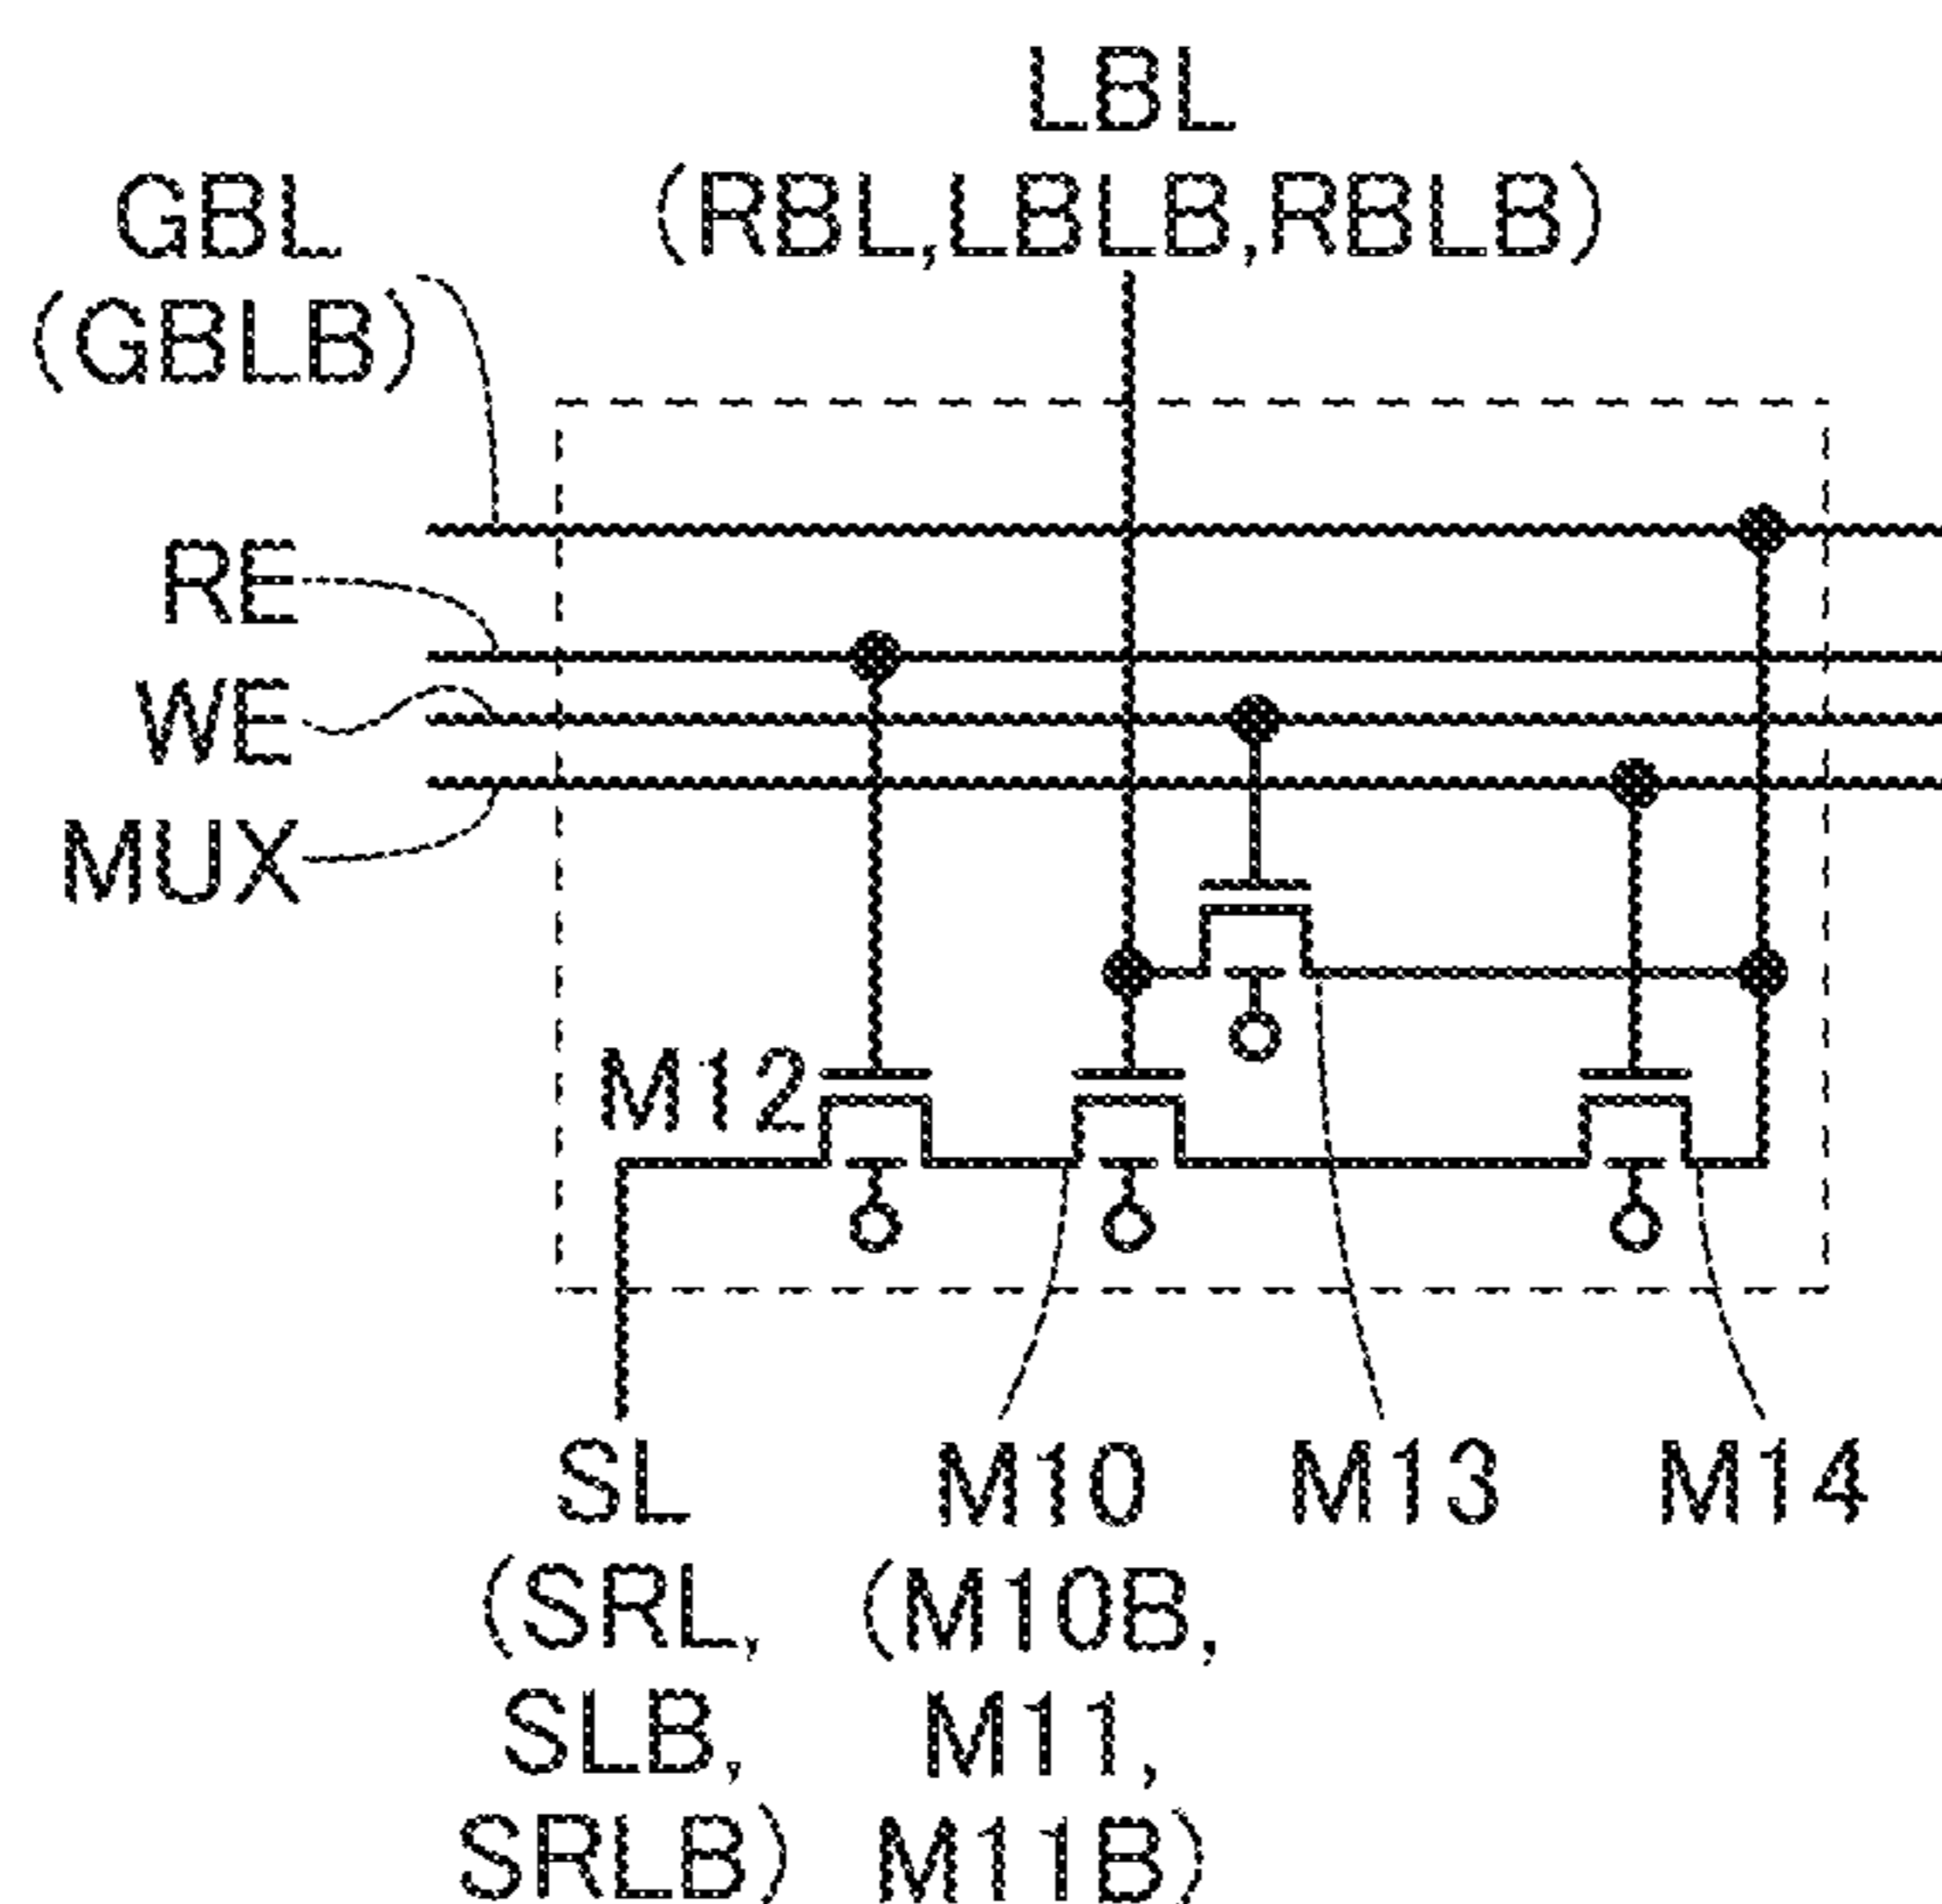 LBL
(RBL,LBLB,RBLB)
GBL
(GBLB)
RE
WE
MUX
M12
SL
(SRL,
SLB,
SRLB)
M10
(M10B,
M11,
M11B)
M13
M14